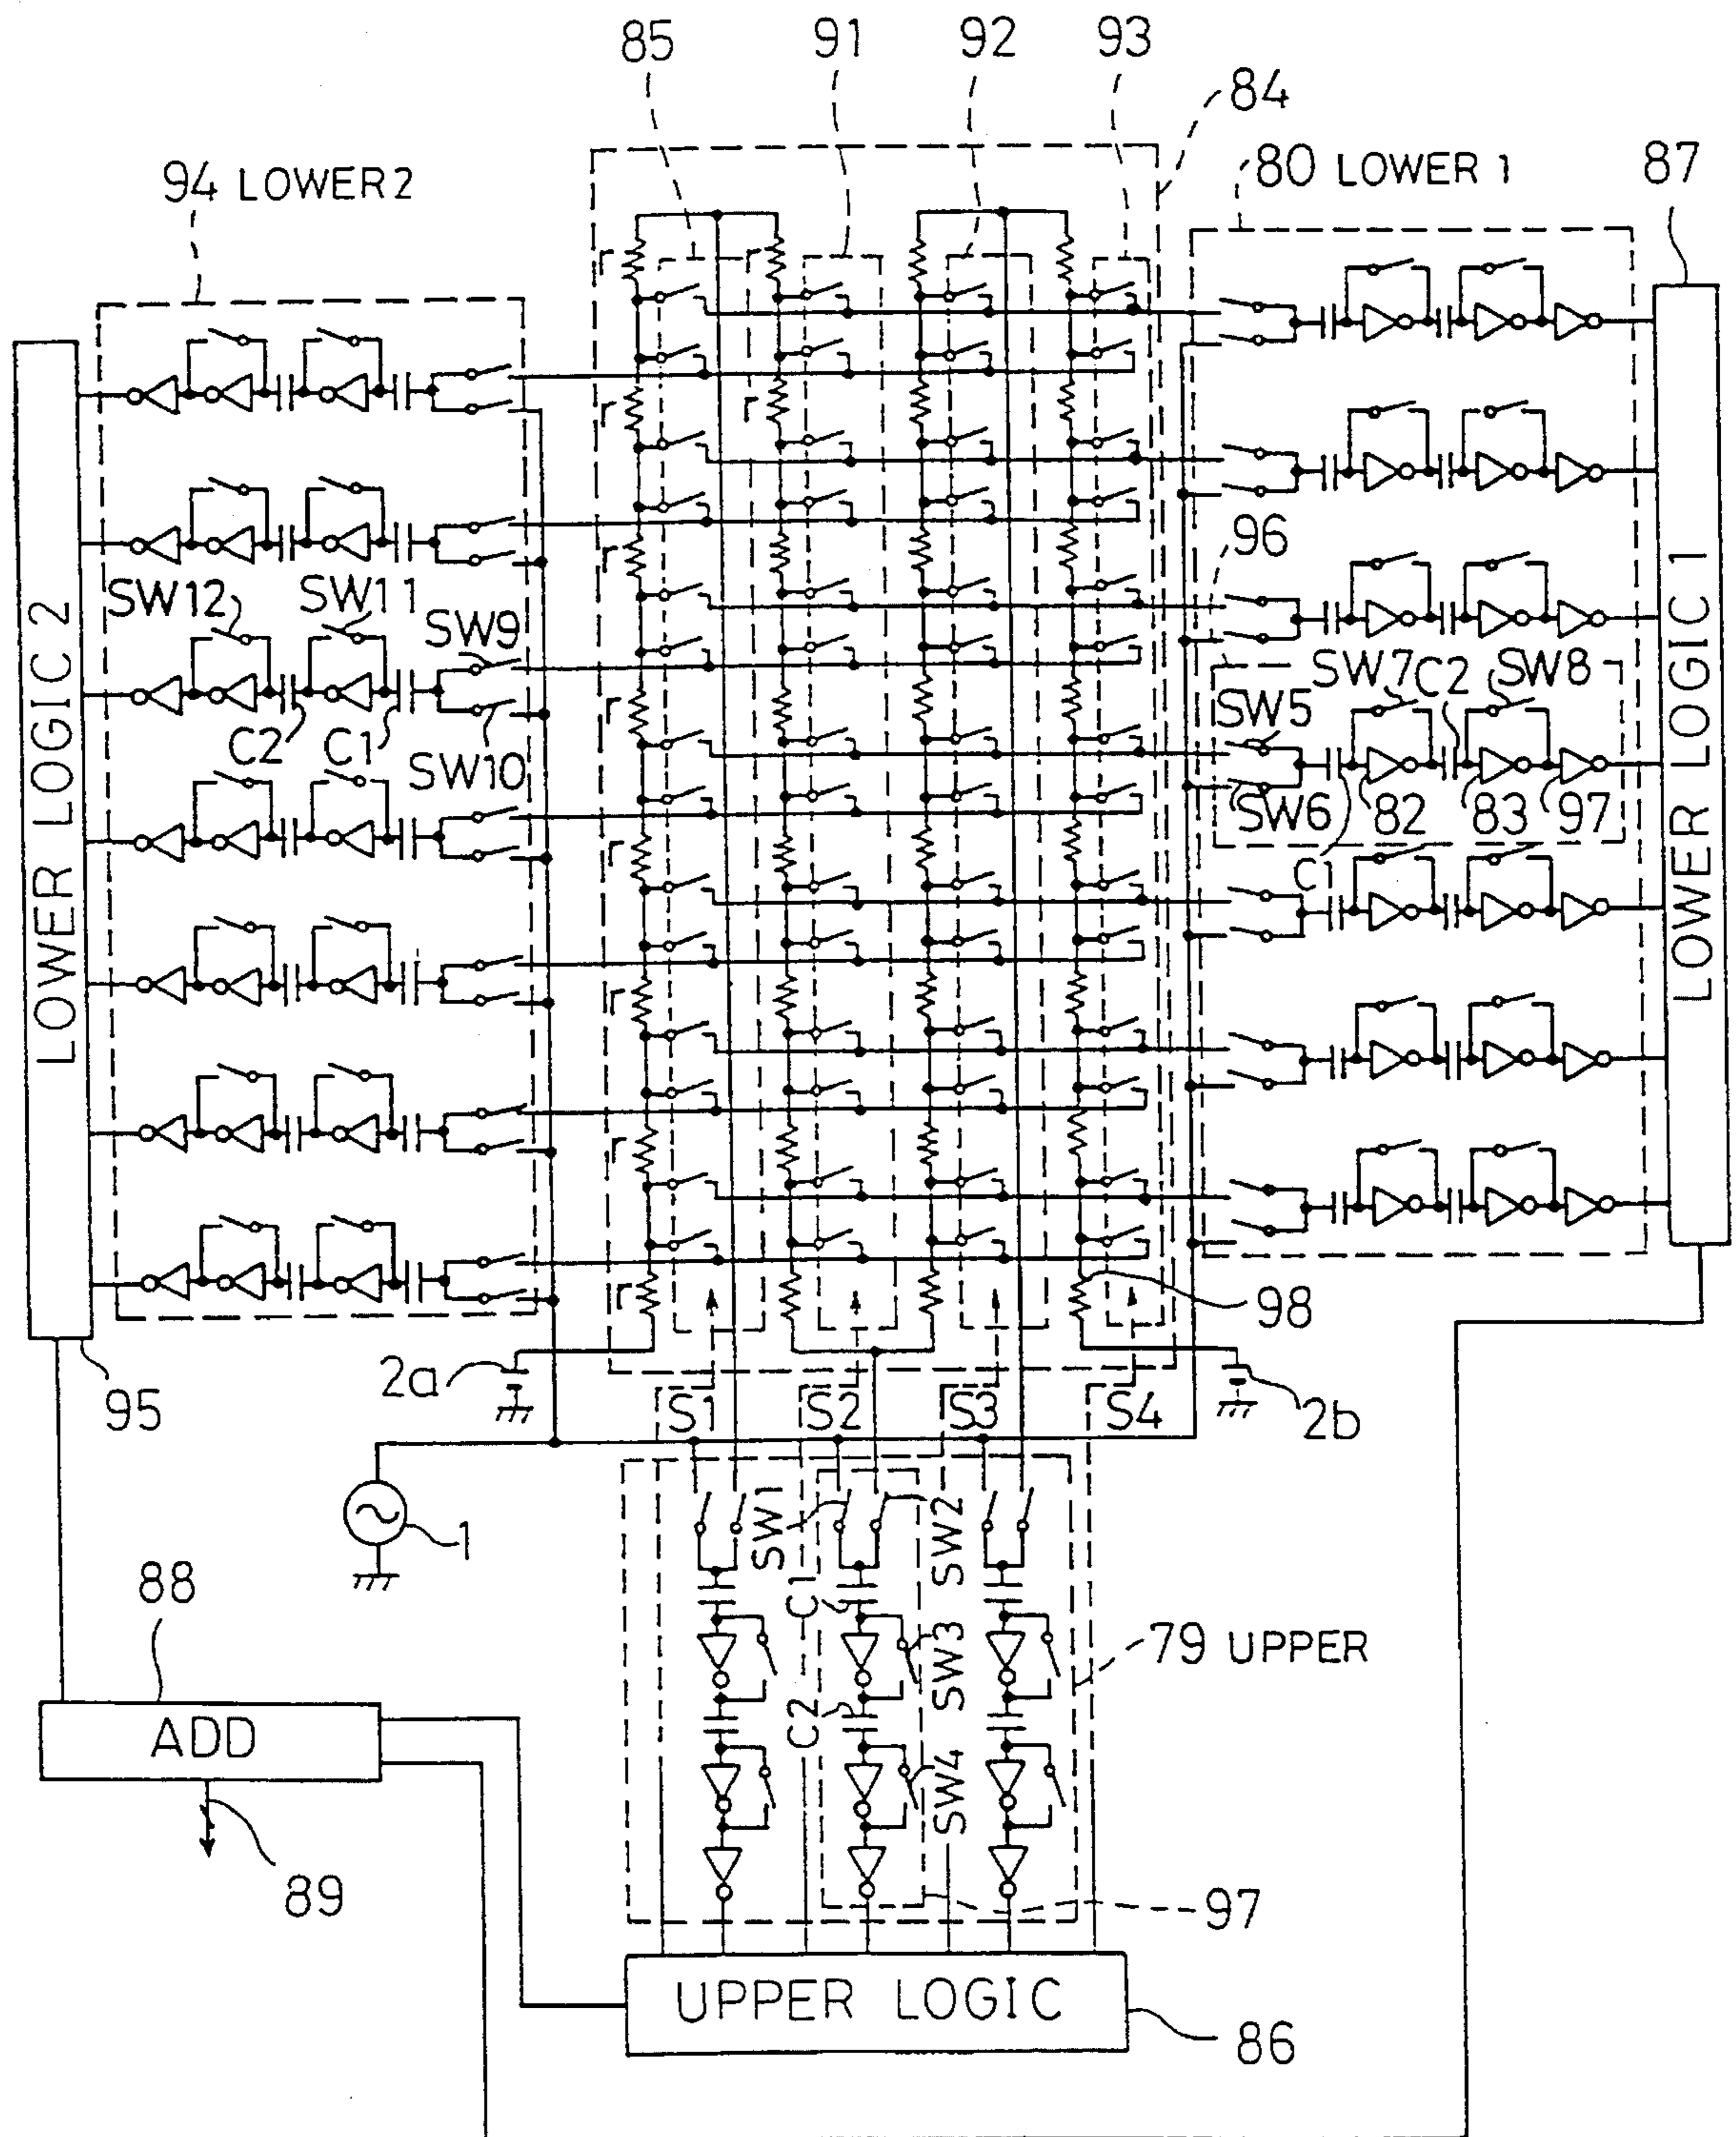 85
91
92
93
84
94 LOWER 2
80 LOWER 1
87
r
r
r
r
r
r
r
r
r
r
r
LOWER LOGIC 2
LOWER LOGIC 1
96
SW12
SW11
SW9
SW10
C2
C1
SW7
C2
SW8
SW5
SW6
82
83
97
C1
98
2a
2b
95
S1
S2
S3
S4
1
SW1
SW2
C1
SW3
C2
SW4
79 UPPER
88
ADD
89
97
UPPER LOGIC
86